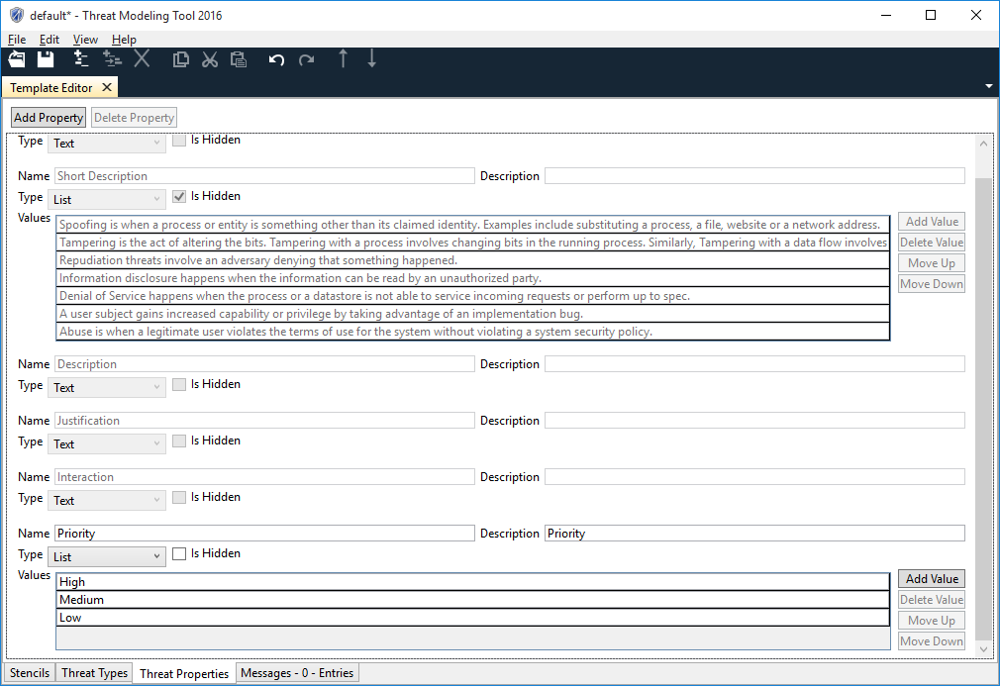 default* - Threat Modeling Tool 2016
File Edit View Help
Template Editor
Add Property Delete Property
Type Text Is Hidden
Name Short Description Description
Type List Is Hidden
Values
Spoofing is when a process or entity is something other than its claimed identity. Examples include substituting a process, a file, website or a network address.
Add Value
Tampering is the act of altering the bits. Tampering with a process involves changing bits in the running process. Similarly, Tampering with a data flow involves
Delete Value
Repudiation threats involve an adversary denying that something happened.
Move Up
Information disclosure happens when the information can be read by an unauthorized party.
Move Down
Denial of Service happens when the process or a datastore is not able to service incoming requests or perform up to spec.
A user subject gains increased capability or privilege by taking advantage of an implementation bug.
Abuse is when a legitimate user violates the terms of use for the system without violating a system security policy.
Name Description Description
Type Text Is Hidden
Name Justification Description
Type Text Is Hidden
Name Interaction Description
Type Text Is Hidden
Name Priority Description Priority
Type List Is Hidden
Values
High
Add Value
Medium
Delete Value
Low
Move Up
Move Down
Stencils Threat Types Threat Properties Messages - 0 - Entries